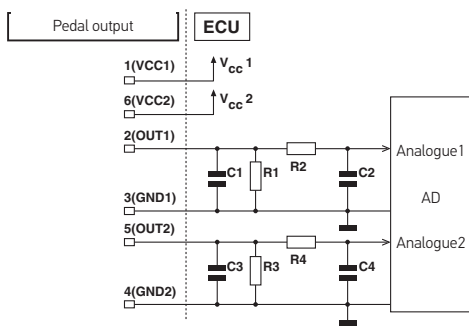 Pedal output
ECU
1(VCC1)
Vcc 1
6(VCC2)
Vcc 2
2(OUT1)
C1
R1
R2
C2
Analogue1
3(GND1)
AD
5(OUT2)
C3
R3
R4
C4
Analogue2
4(GND2)